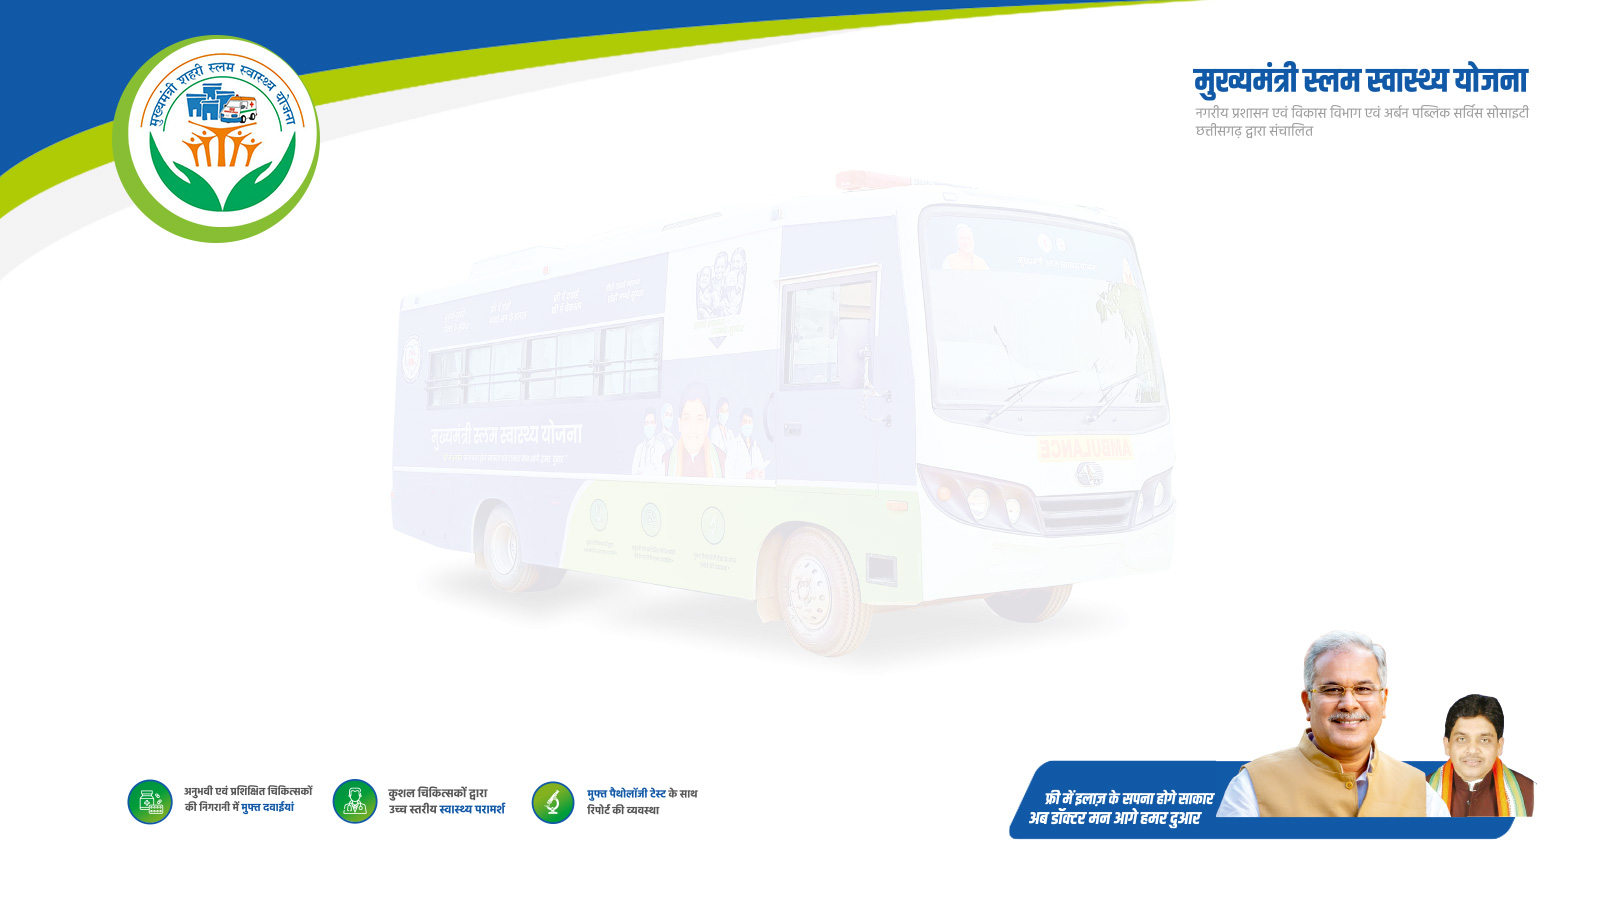 मुख्यमंत्री शहरी स्लम स्वास्थ्य योजना
मुख्यमंत्री स्लम स्वास्थ्य योजना
नगरीय प्रशासन एवं विकास विभाग एवं अर्बन पब्लिक सर्विस सोसाइटी
छत्तीसगढ़ द्वारा संचालित
मुख्यमंत्री स्लम स्वास्थ्य योजना
AMBULANCE
अनुभवी एवं प्रशिक्षित चिकित्सकों
की निगरानी में मुफ्त दवाईयां
कुशल चिकित्सकों द्वारा
उच्च स्तरीय स्वास्थ्य परामर्श
मुफ्त पैथोलॉजी टेस्ट के साथ
रिपोर्ट की व्यवस्था
फ्री में इलाज़ के सपना होगे साकार
अब डॉक्टर मन आगे हमर दुआर